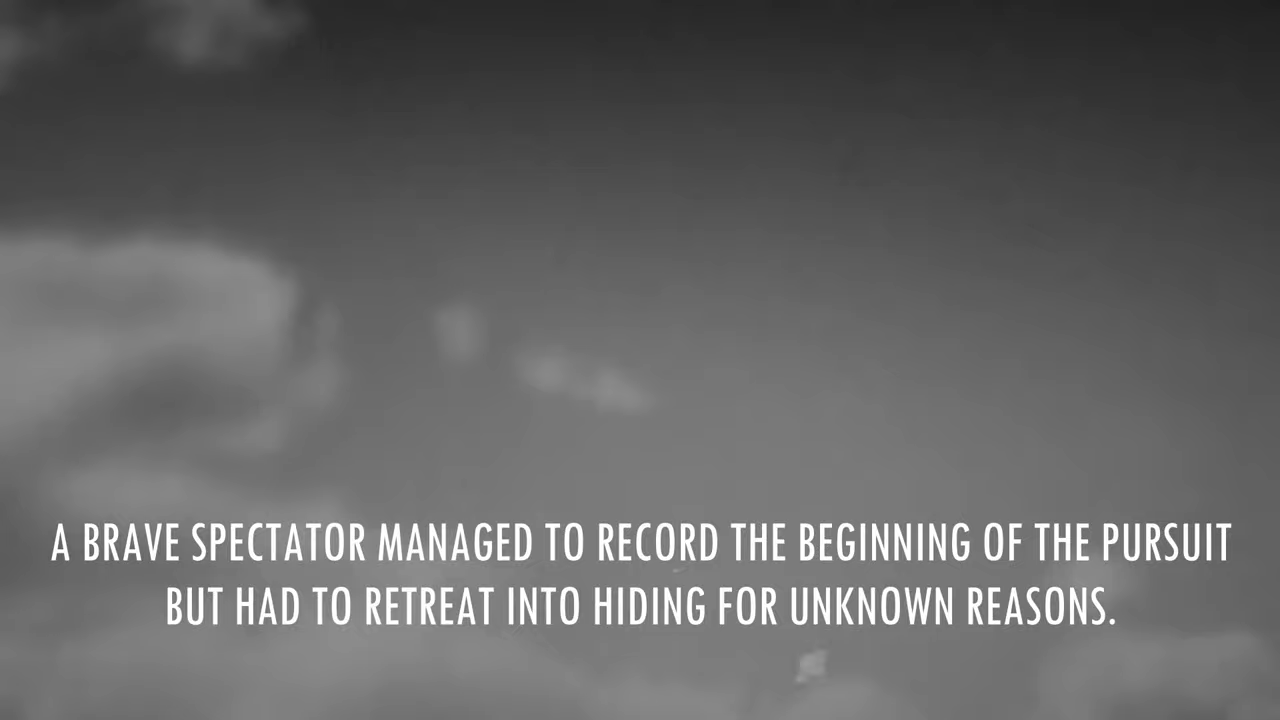 A BRAVE SPECTATOR MANAGED TO RECORD THE BEGINNING OF THE PURSUIT
BUT HAD TO RETREAT INTO HIDING FOR UNKNOWN REASONS.